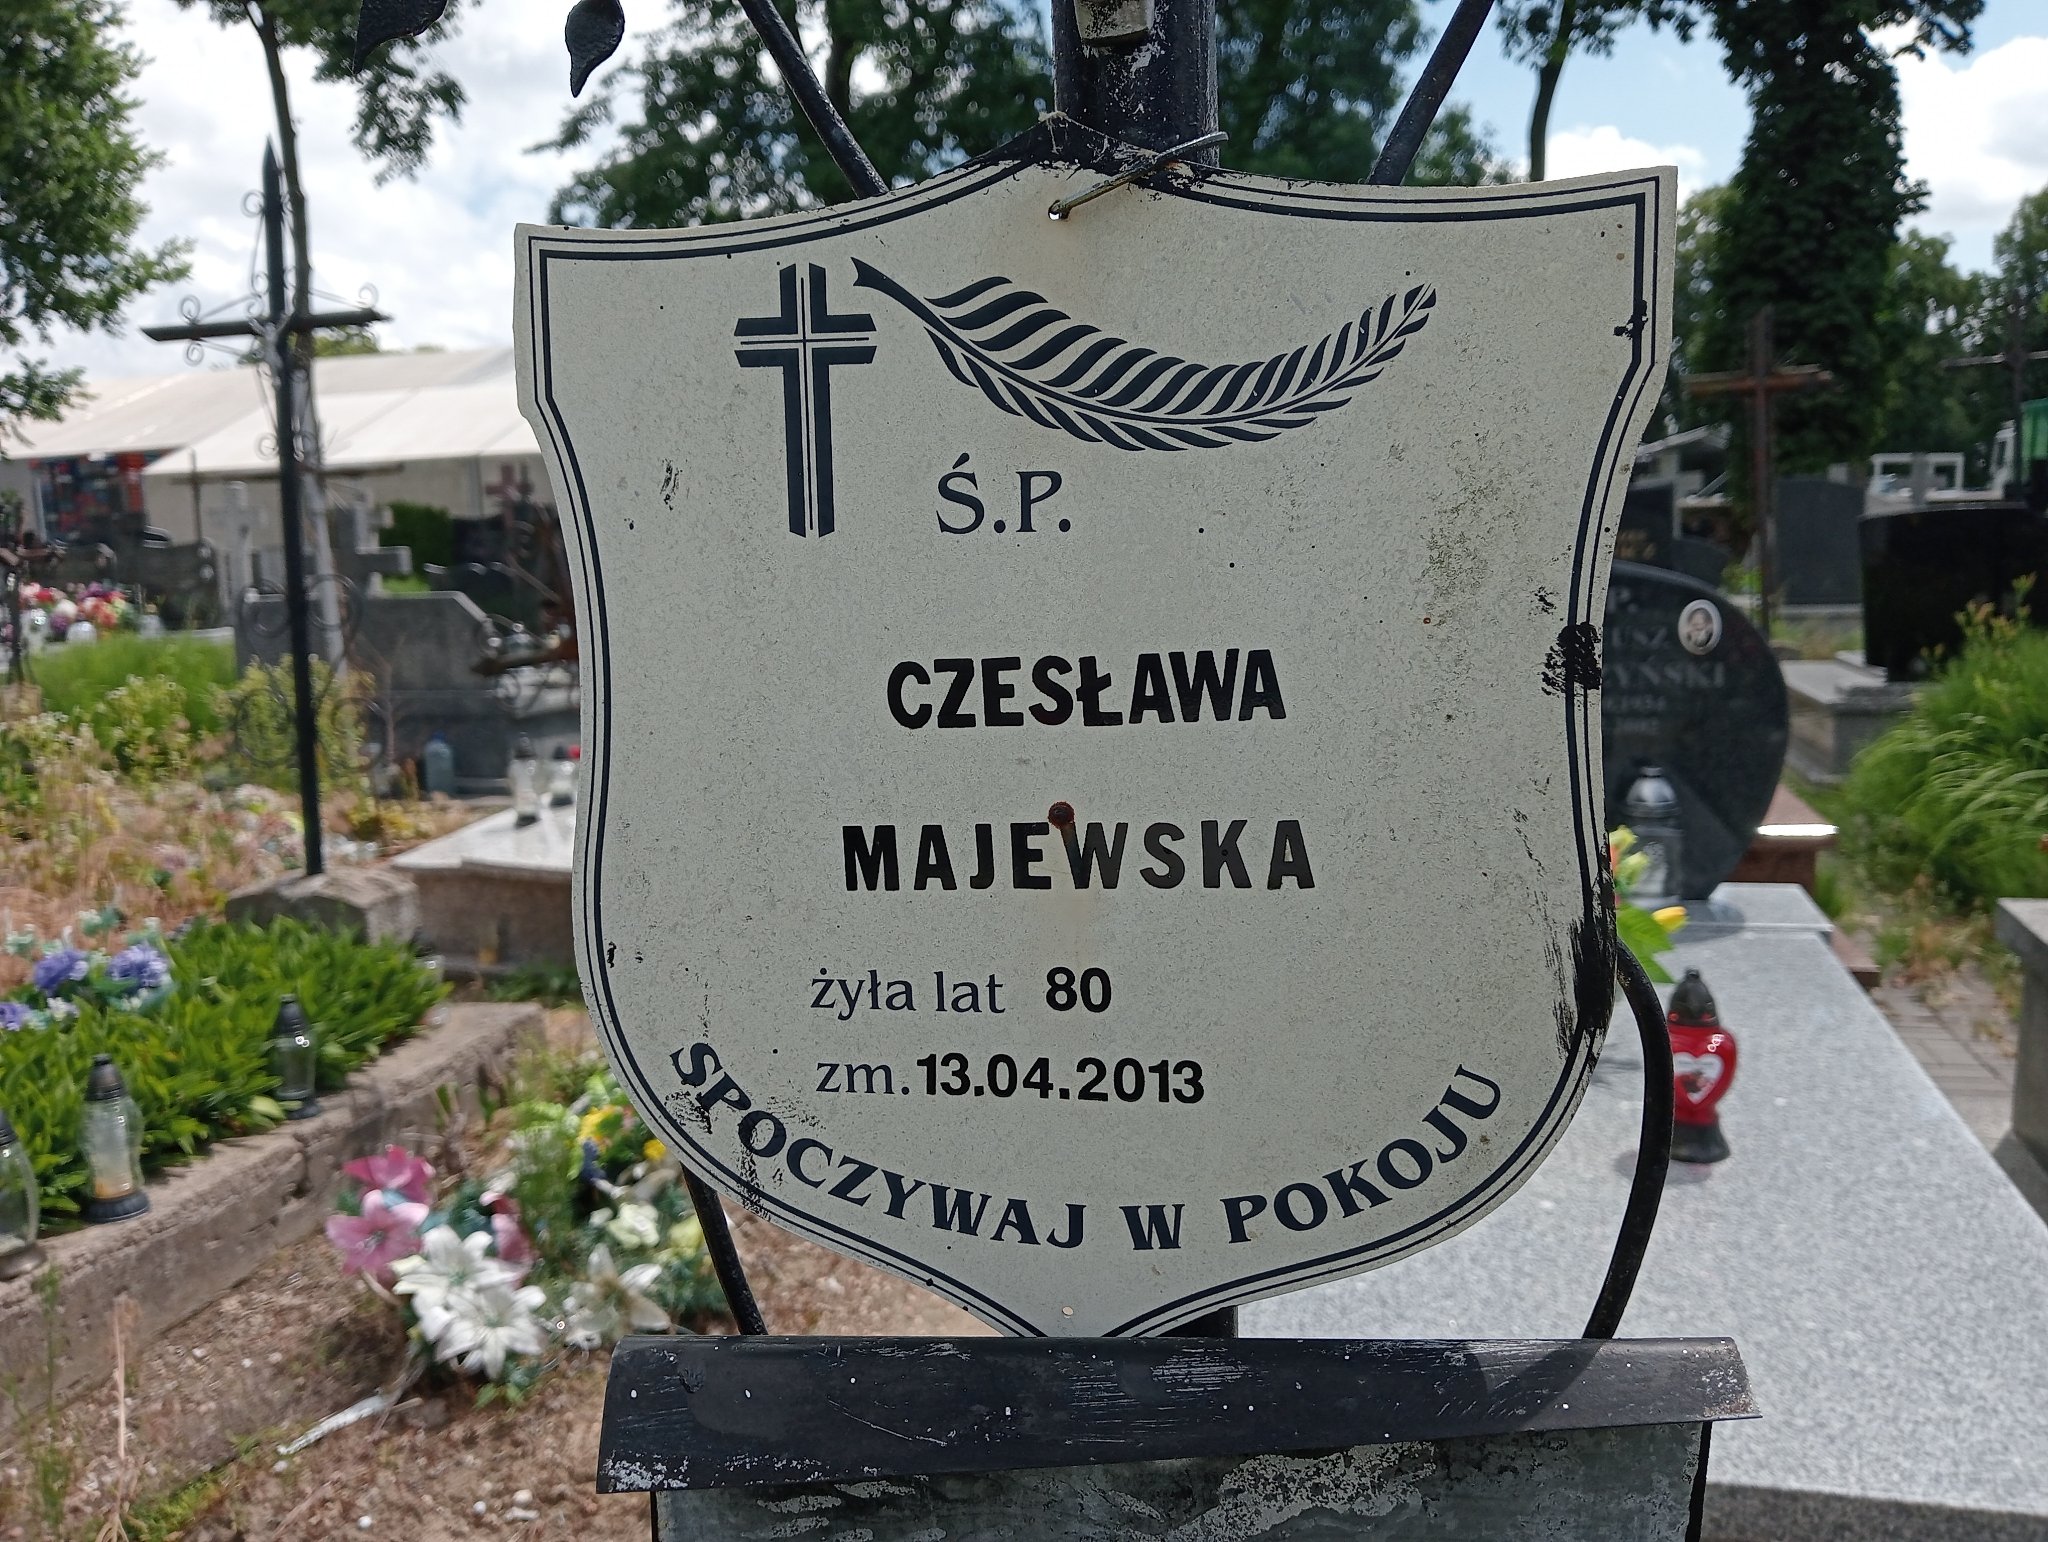 Ś.P.
CZESŁAWA
MAJEWSKA
żyła lat 80
zm. 13.04.2013
SPOCZYWAJ W POKOJU